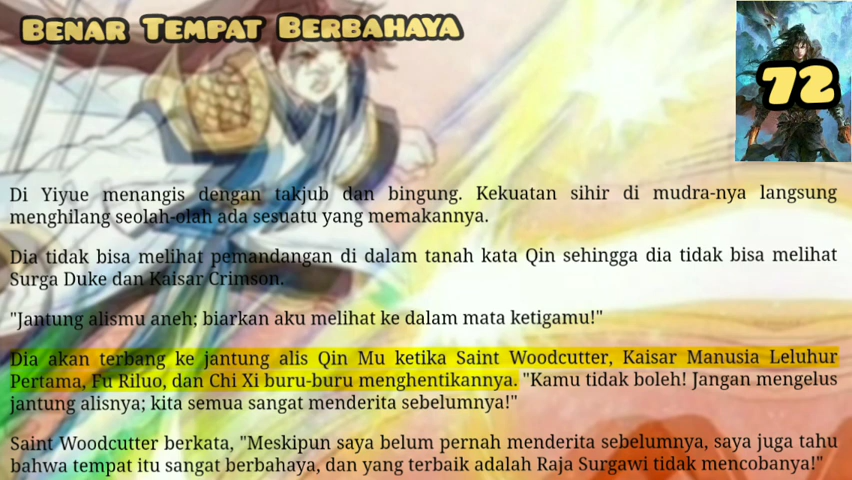 Benar Tempat Berbahaya
72
Di Yiyue menangis dengan takjub dan bingung. Kekuatan sihir di mudra-nya langsung
menghilang seolah-olah ada sesuatu yang memakannya.
Dia tidak bisa melihat pemandangan di dalam tanah kata Qin sehingga dia tidak bisa melihat
Surga Duke dan Kaisar Crimson.
"Jantung alismu aneh; biarkan aku melihat ke dalam mata ketigamu!"
Dia akan terbang ke jantung alis Qin Mu ketika Saint Woodcutter, Kaisar Manusia Leluhur
Pertama, Fu Riluo, dan Chi Xi buru-buru menghentikannya. "Kamu tidak boleh! Jangan mengelus
jantung alisnya; kita semua sangat menderita sebelumnya!"
Saint Woodcutter berkata, "Meskipun saya belum pernah menderita sebelumnya, saya juga tahu
bahwa tempat itu sangat berbahaya, dan yang terbaik adalah Raja Surgawi tidak mencobanya!"